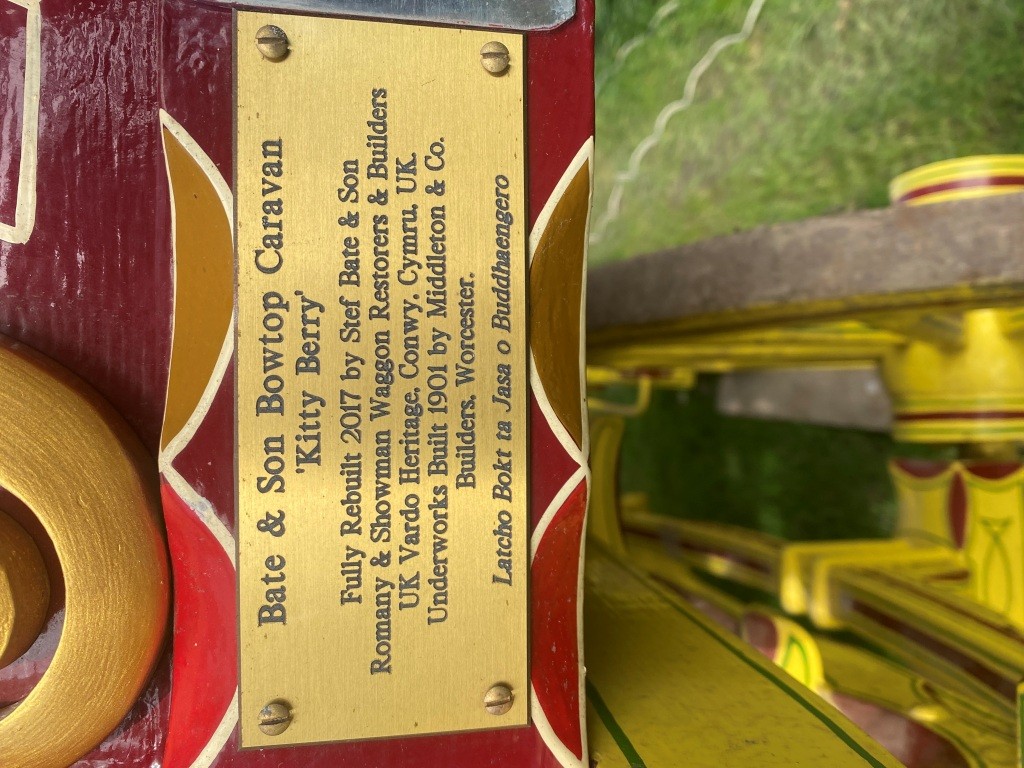 Bate & Son Bowtop Caravan
'Kitty Berry'
Fully Rebuilt 2017 by Stef Bate & Son
Romany & Showman Waggon Restorers & Builders
UK Vardo Heritage. Conwy. Cymru. UK.
Underworks Built 1901 by Middleton & Co.
Builders. Worcester.
Latcho Bokt ta Jasa o Buddhaengero